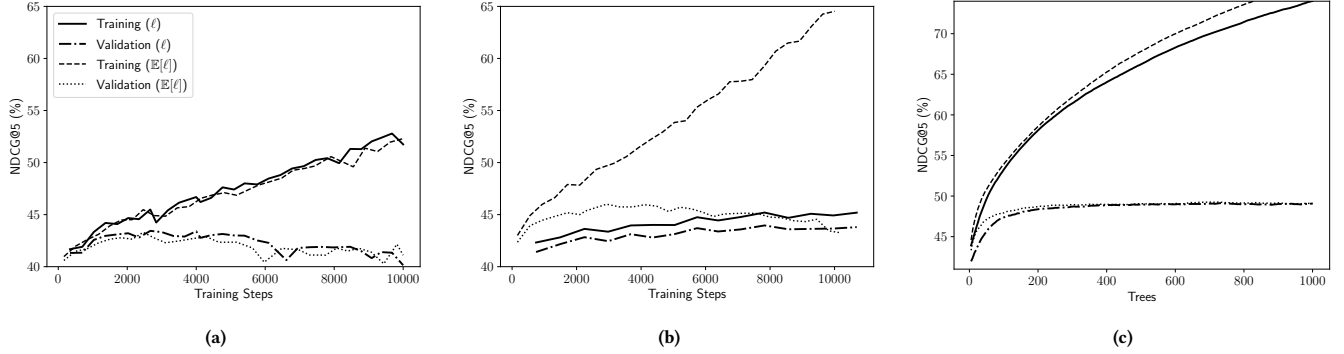 65
60
55
50
45
40
NDCG@5 (%)
Training (ℓ)
Validation (ℓ)
Training (𝔼[ℓ])
Validation (𝔼[ℓ])
0 2000 4000 6000 8000 10000
Training Steps
(a)
65
60
55
50
45
40
NDCG@5 (%)
0 2000 4000 6000 8000 10000
Training Steps
(b)
70
65
60
55
50
45
NDCG@5 (%)
0 200 400 600 800 1000
Trees
(c)